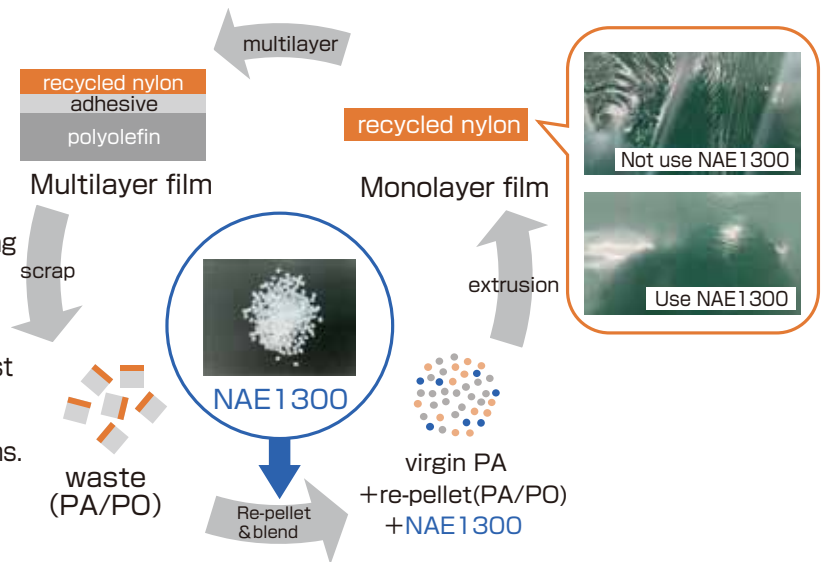 multilayer
recycled nylon
adhesive
polyolefin
Multilayer film
recycled nylon
Monolayer film
Not use NAE1300
Use NAE1300
scrap
NAE1300
extrusion
waste
(PA/PO)
Re-pellet
&blend
virgin PA
+re-pellet(PA/PO)
+NAE1300